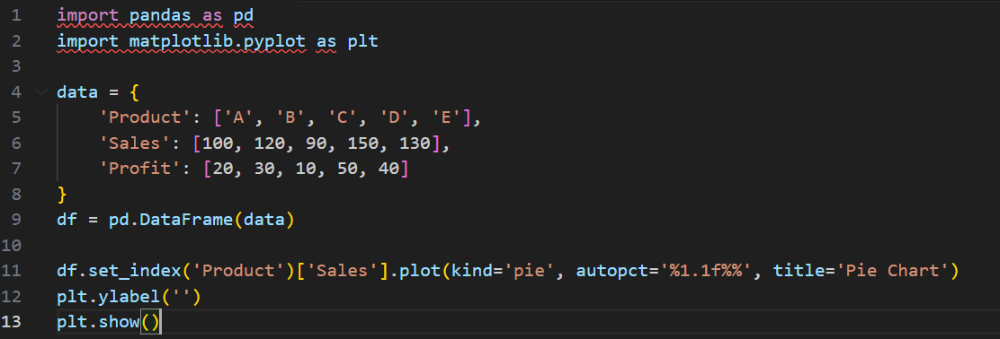 1 import pandas as pd
2 import matplotlib.pyplot as plt
3
4 data = {
5     'Product': ['A', 'B', 'C', 'D', 'E'],
6     'Sales': [100, 120, 90, 150, 130],
7     'Profit': [20, 30, 10, 50, 40]
8 }
9 df = pd.DataFrame(data)
10
11 df.set_index('Product')['Sales'].plot(kind='pie', autopct='%1.1f%%', title='Pie Chart')
12 plt.ylabel('')
13 plt.show()